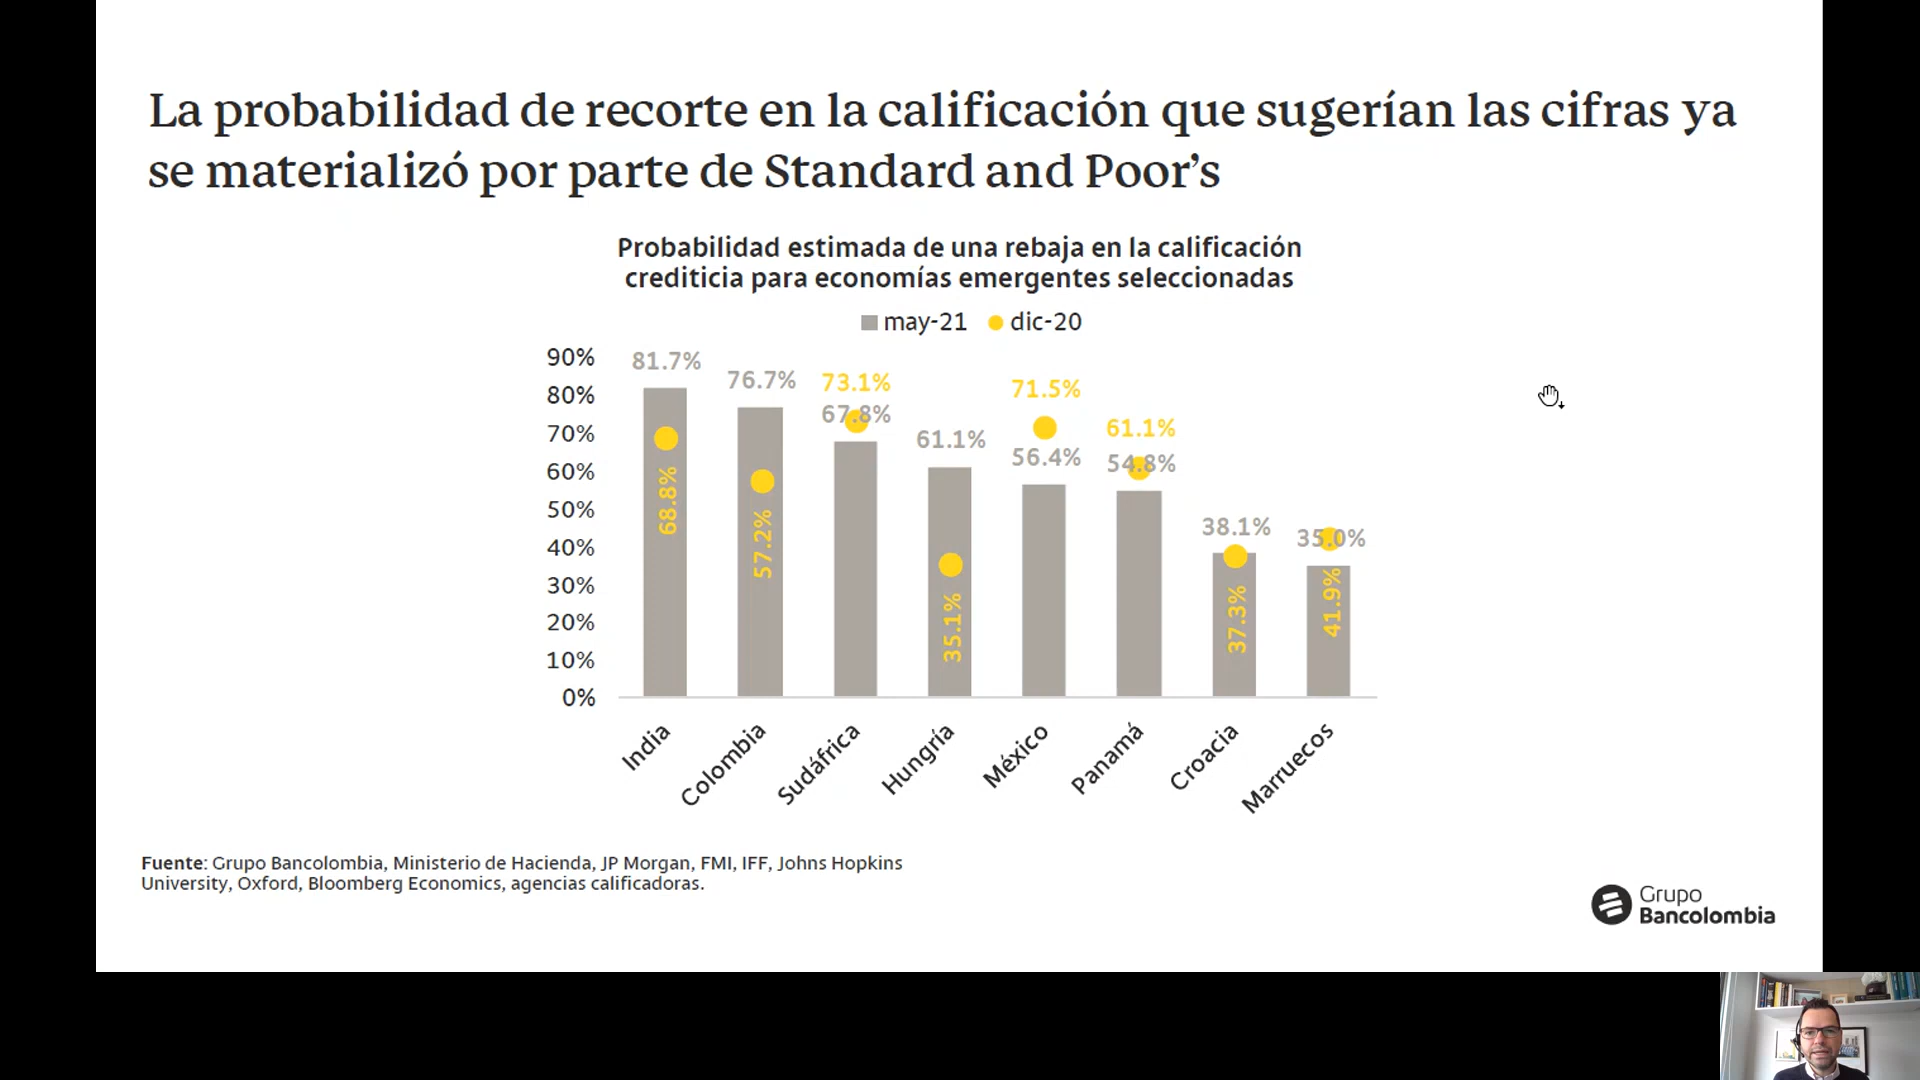 La probabilidad de recorte en la calificación que sugerían las cifras ya
se materializó por parte de Standard and Poor’s
Probabilidad estimada de una rebaja en la calificación
crediticia para economías emergentes seleccionadas
may-21 dic-20
90%
80%
70%
60%
50%
40%
30%
20%
10%
0%
81.7%
76.7%
67.8%
61.1%
56.4%
54.8%
38.1%
35.0%
68.8%
57.2%
73.1%
35.1%
71.5%
61.1%
37.3%
41.9%
India
Colombia
Sudáfrica
Hungría
México
Panamá
Croacia
Marruecos
Fuente: Grupo Bancolombia, Ministerio de Hacienda, JP Morgan, FMI, IFF, Johns Hopkins
University, Oxford, Bloomberg Economics, agencias calificadoras.
Grupo
Bancolombia